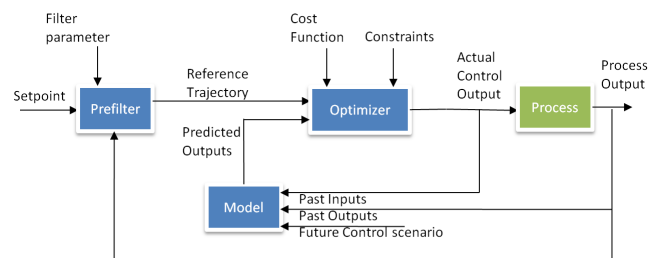 Filter
parameter
Cost
Function
Constraints
Actual
Control
Output
Process
Output
Setpoint
Prefilter
Reference
Trajectory
Optimizer
Process
Predicted
Outputs
Model
Past Inputs
Past Outputs
Future Control scenario